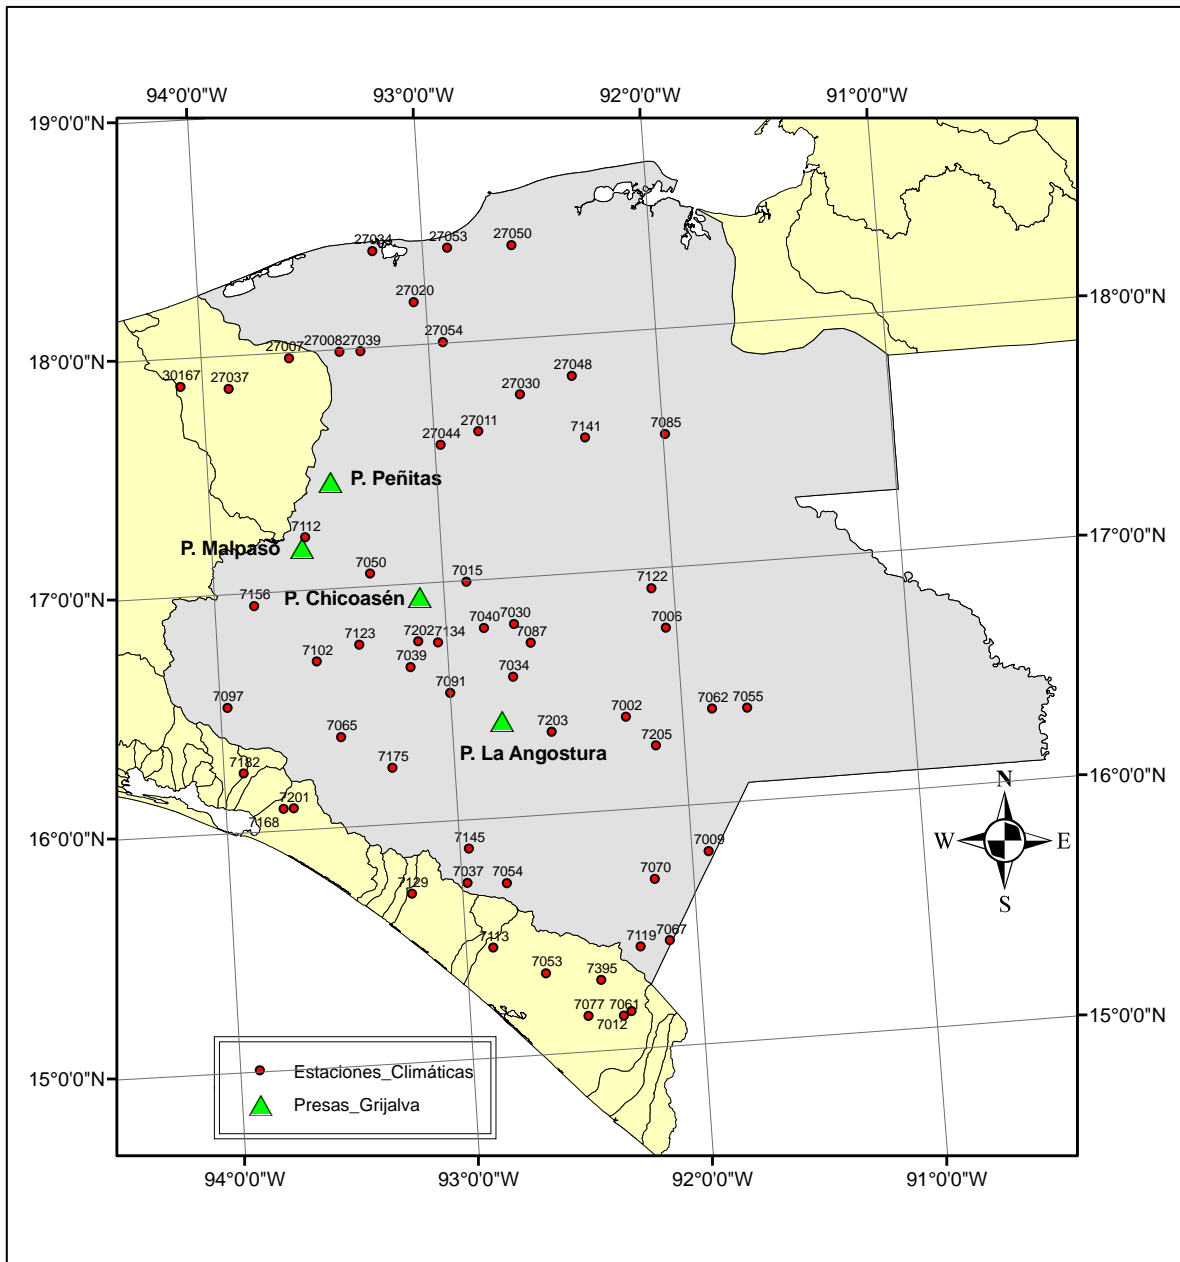 94°0'0"W
93°0'0"W
92°0'0"W
91°0'0"W
19°0'0"N
27034
27053
27050
18°0'0"N
27020
27054
27008
27039
27007
18°0'0"N
27048
30167
27037
27030
27011
7141
7085
27044
P. Peñitas
7112
17°0'0"N
P. Malpaso
7050
7015
7122
17°0'0"N
P. Chicoasén
7156
7040
7030
7006
7123
7202
7134
7087
7102
7039
7034
7091
7097
7002
7062
7055
7065
7203
7205
P. La Angostura
7175
7182
16°0'0"N
N
7201
7168
16°0'0"N
7145
7009
W
E
7037
7054
7070
7129
S
7113
7119
7067
7053
7395
7077
7061
7012
15°0'0"N
15°0'0"N
Estaciones_Climáticas
Presas_Grijalva
94°0'0"W
93°0'0"W
92°0'0"W
91°0'0"W